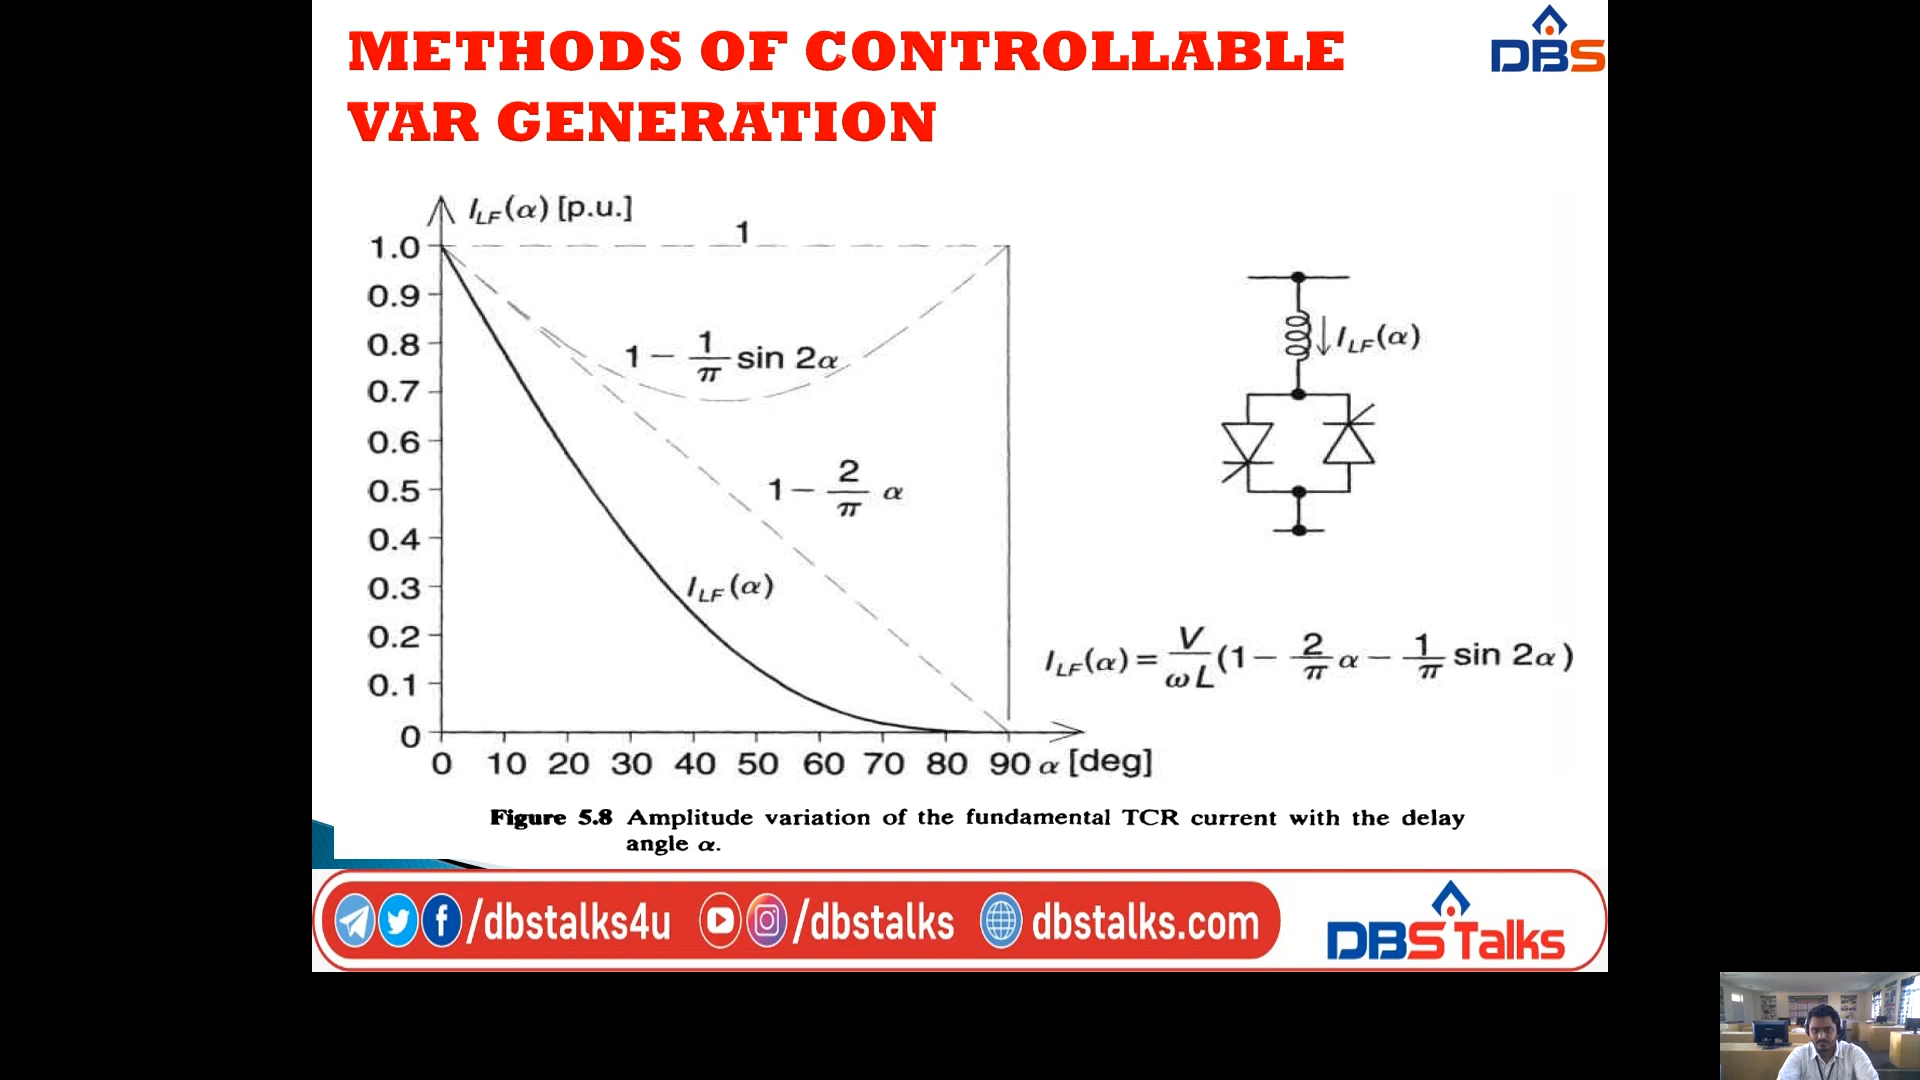 METHODS OF CONTROLLABLE
VAR GENERATION
DBS
I_LF(α) [p.u.]
1
1.0
0.9
0.8
0.7
0.6
0.5
0.4
0.3
0.2
0.1
0
1 − 1/π sin 2α
1 − 2/π α
I_LF(α)
0 10 20 30 40 50 60 70 80 90 α [deg]
I_LF(α)
I_LF(α) = V/ωL (1 − 2/π α − 1/π sin 2α)
Figure 5.8 Amplitude variation of the fundamental TCR current with the delay
angle α.
/dbstalks4u /dbstalks dbstalks.com
DBS Talks